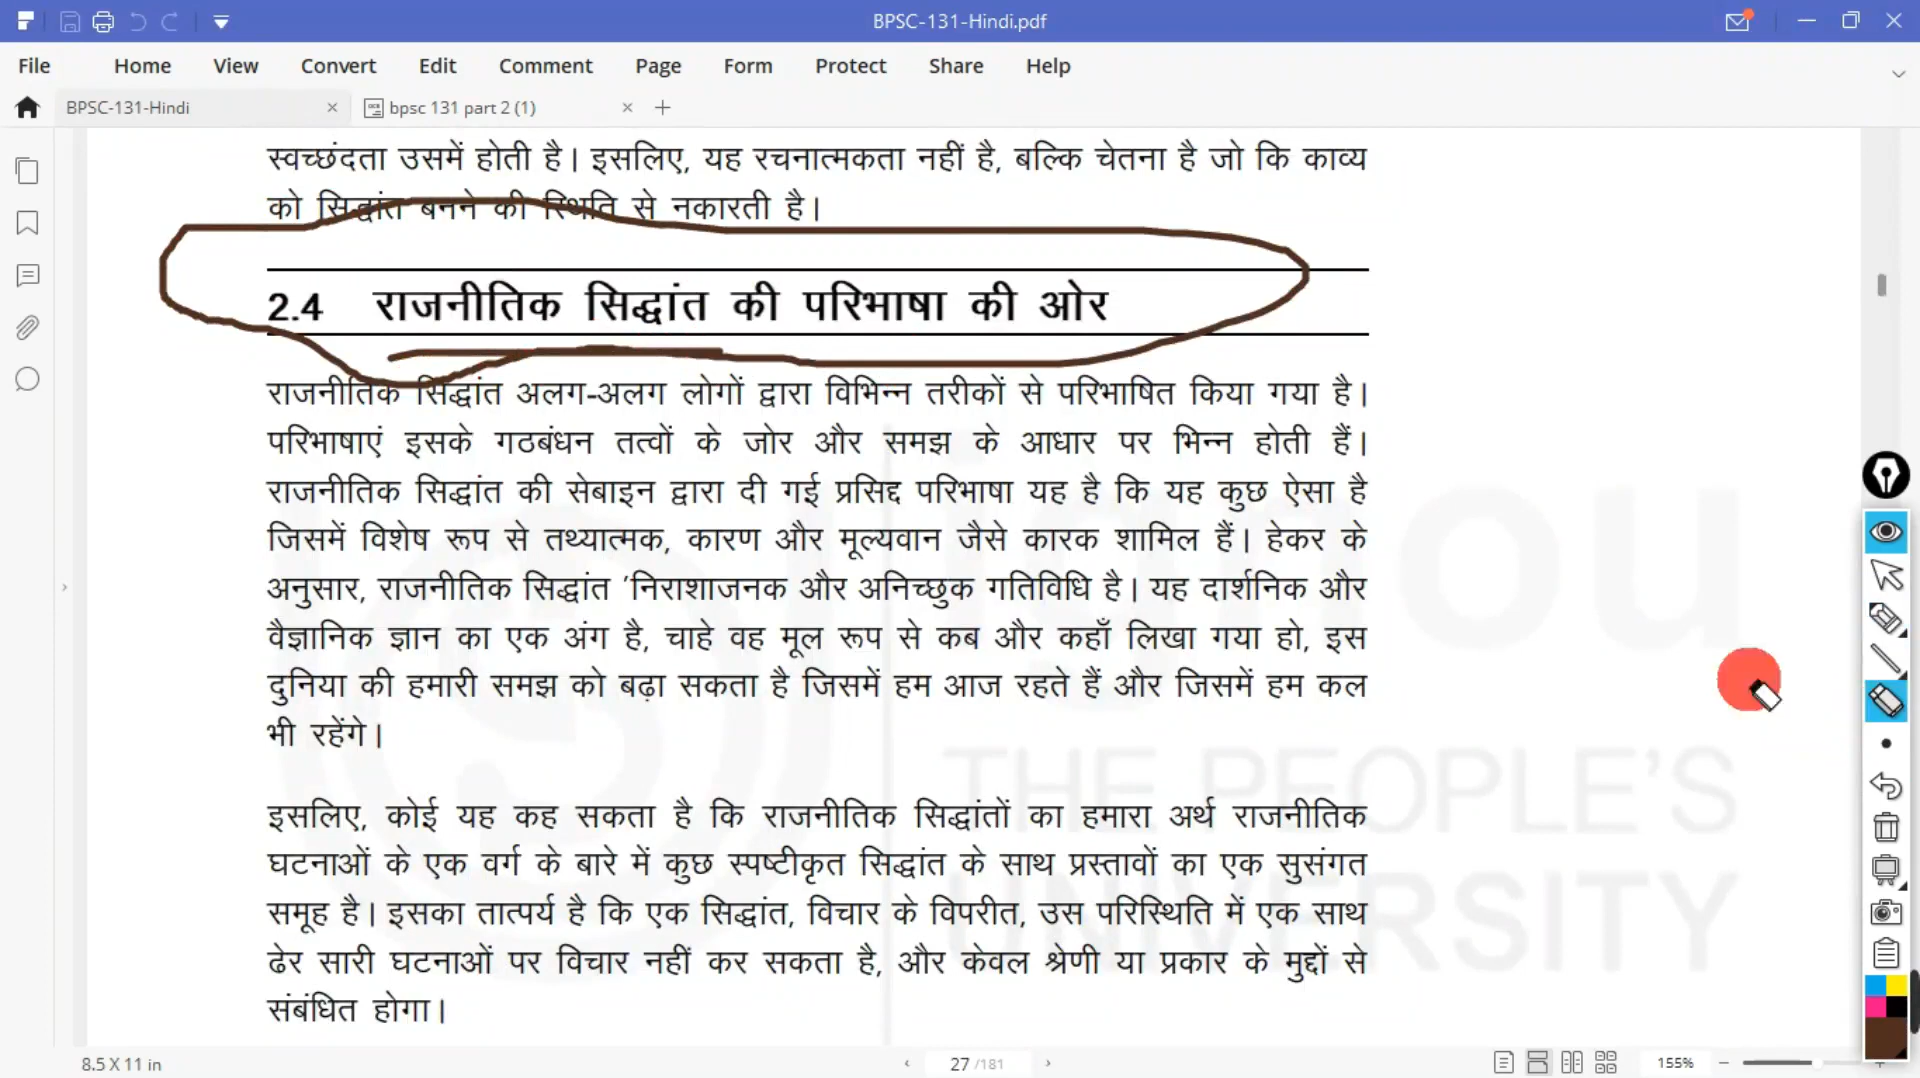 BPSC-131-Hindi.pdf
File Home View Convert Edit Comment Page Form Protect Share Help
BPSC-131-Hindi bpsc 131 part 2 (1)
स्वच्छंदता उसमें होती है। इसलिए, यह रचनात्मकता नहीं है, बल्कि चेतना है जो कि काव्य
को सिद्धांत बनने की स्थिति से नकारती है।
2.4 राजनीतिक सिद्धांत की परिभाषा की ओर
राजनीतिक सिद्धांत अलग-अलग लोगों द्वारा विभिन्न तरीकों से परिभाषित किया गया है।
परिभाषाएं इसके गठबंधन तत्वों के जोर और समझ के आधार पर भिन्न होती हैं।
राजनीतिक सिद्धांत की सेबाइन द्वारा दी गई प्रसिद्द परिभाषा यह है कि यह कुछ ऐसा है
जिसमें विशेष रूप से तथ्यात्मक, कारण और मूल्यवान जैसे कारक शामिल हैं। हेकर के
अनुसार, राजनीतिक सिद्धांत 'निराशाजनक और अनिच्छुक गतिविधि है। यह दार्शनिक और
वैज्ञानिक ज्ञान का एक अंग है, चाहे वह मूल रूप से कब और कहाँ लिखा गया हो, इस
दुनिया की हमारी समझ को बढ़ा सकता है जिसमें हम आज रहते हैं और जिसमें हम कल
भी रहेंगे।
इसलिए, कोई यह कह सकता है कि राजनीतिक सिद्धांतों का हमारा अर्थ राजनीतिक
घटनाओं के एक वर्ग के बारे में कुछ स्पष्टीकृत सिद्धांत के साथ प्रस्तावों का एक सुसंगत
समूह है। इसका तात्पर्य है कि एक सिद्धांत, विचार के विपरीत, उस परिस्थिति में एक साथ
ढेर सारी घटनाओं पर विचार नहीं कर सकता है, और केवल श्रेणी या प्रकार के मुद्दों से
संबंधित होगा।
ignou
THE PEOPLE'S
UNIVERSITY
8.5 X 11 in 27 /181 155%